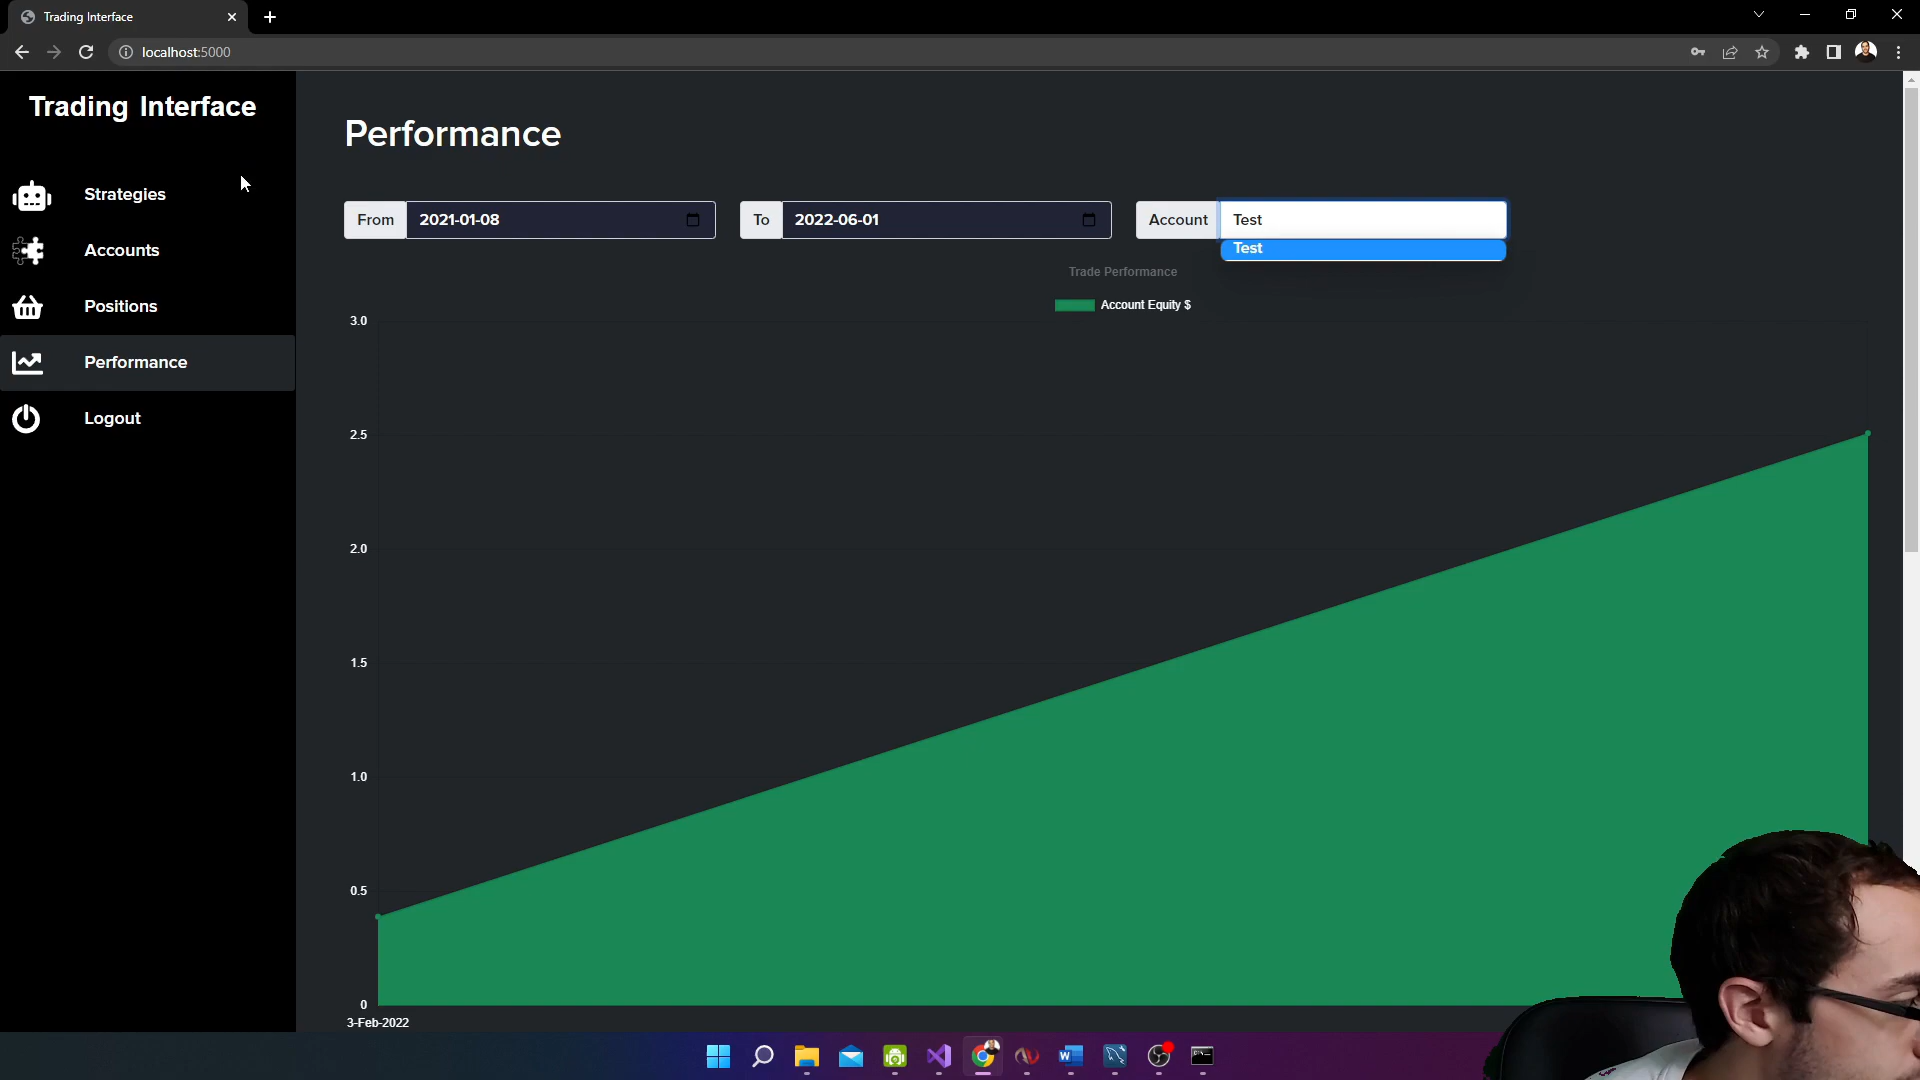 Trading Interface
localhost:5000
Trading Interface
Strategies
Accounts
Positions
Performance
Logout
Performance
From 2021-01-08
To 2022-06-01
Account Test
Test
Trade Performance
Account Equity $
3.0
2.5
2.0
1.5
1.0
0.5
0
3-Feb-2022